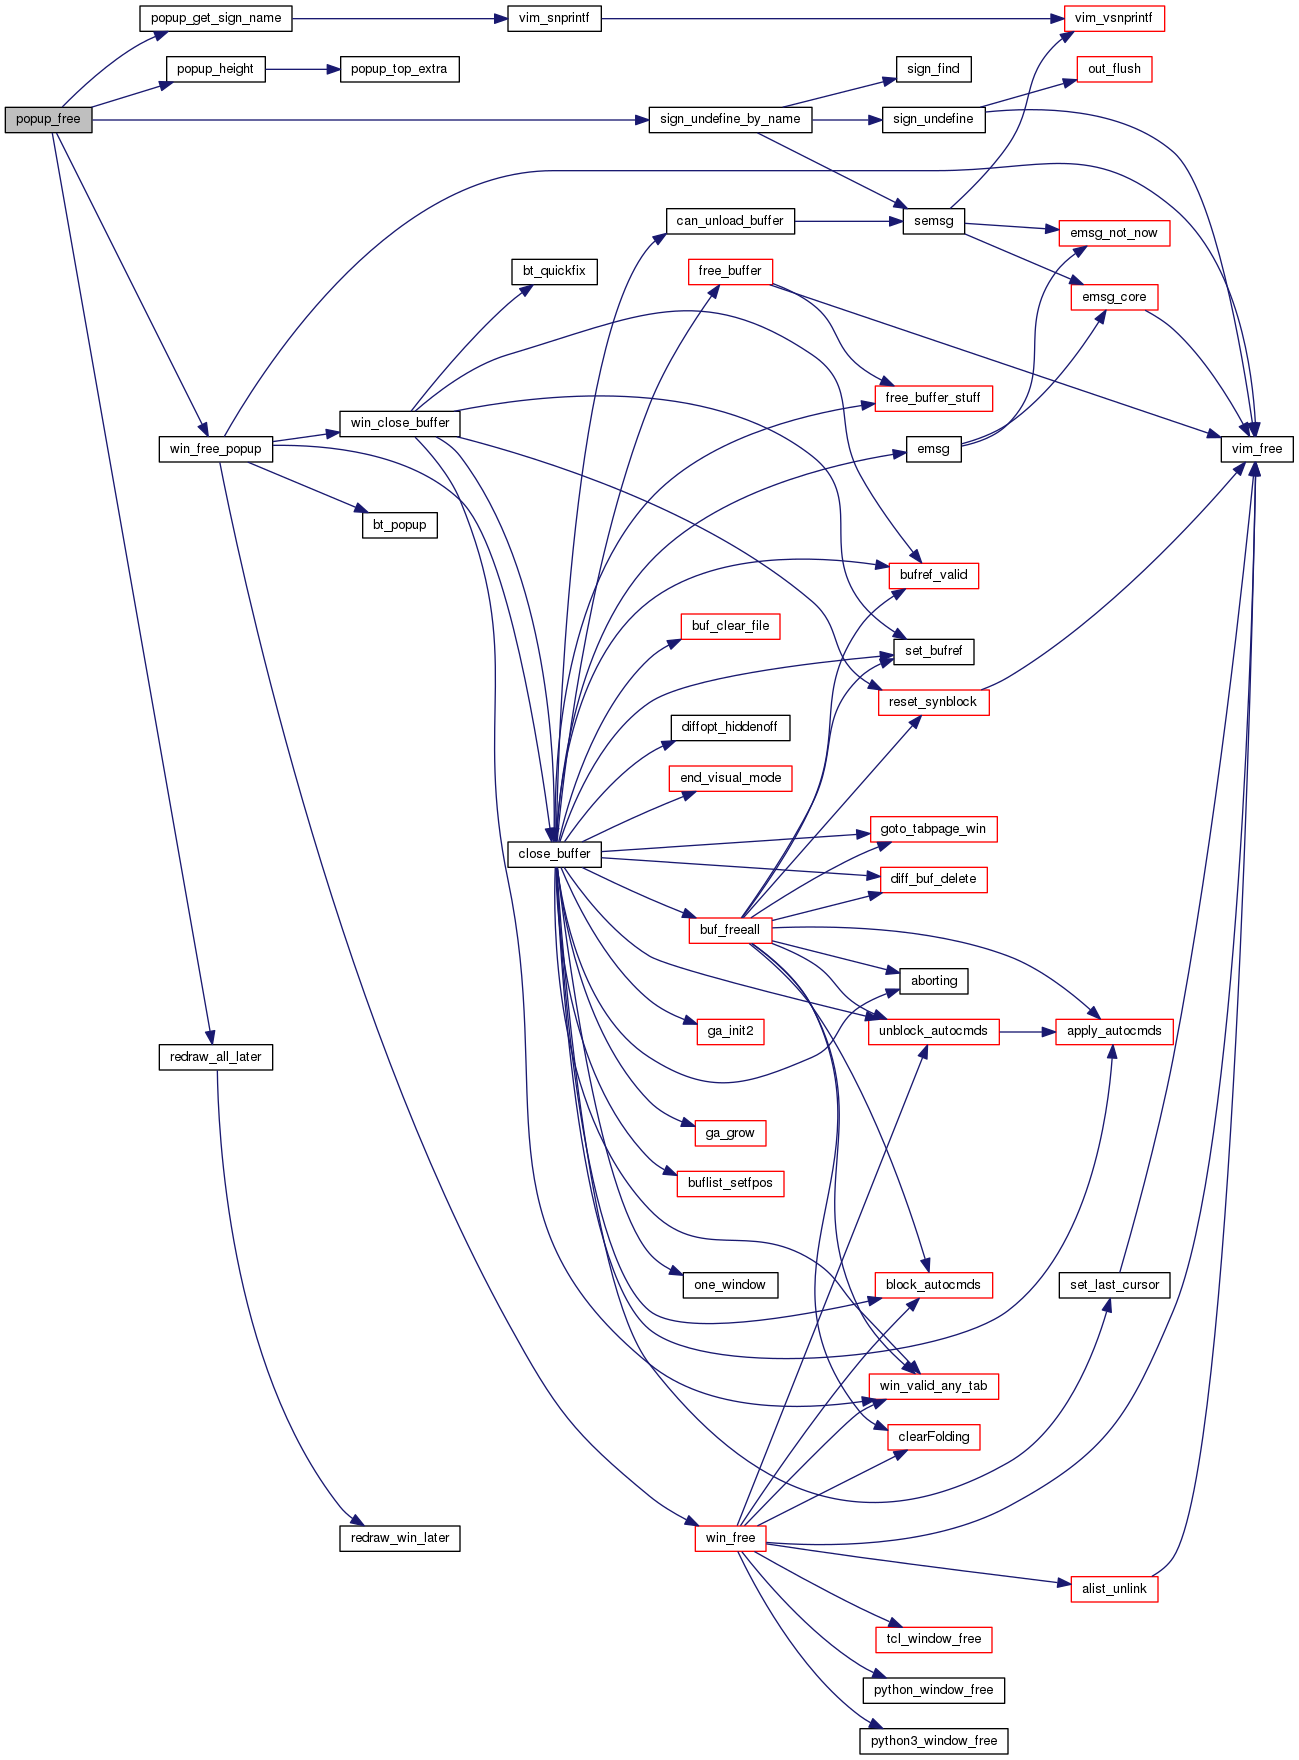 popup_get_sign_name
vim_snprintf
vim_vsnprintf
popup_height
popup_top_extra
sign_find
out_flush
popup_free
sign_undefine_by_name
sign_undefine
can_unload_buffer
semsg
emsg_not_now
bt_quickfix
free_buffer
emsg_core
win_close_buffer
free_buffer_stuff
win_free_popup
emsg
vim_free
bt_popup
bufref_valid
buf_clear_file
set_bufref
reset_synblock
diffopt_hiddenoff
end_visual_mode
goto_tabpage_win
close_buffer
diff_buf_delete
buf_freeall
aborting
ga_init2
unblock_autocmds
apply_autocmds
redraw_all_later
ga_grow
buflist_setfpos
one_window
block_autocmds
set_last_cursor
win_valid_any_tab
clearFolding
win_free
redraw_win_later
alist_unlink
tcl_window_free
python_window_free
python3_window_free